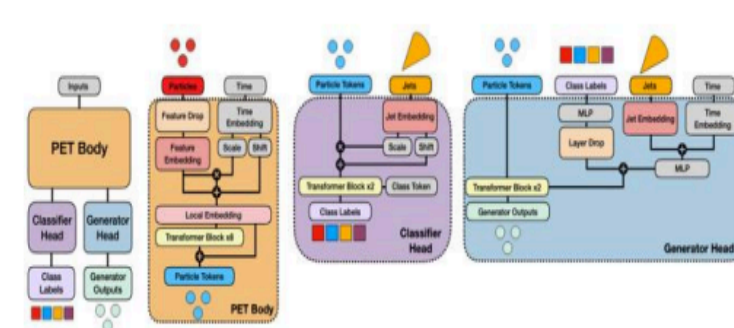 Inputs
PET Body
Classifier
Head
Generator
Head
Class
Labels
Generator
Outputs
Particles
Time
Feature Drop
Time
Embedding
Feature
Embedding
Scale
Shift
Local Embedding
Transformer Block x8
Particle Tokens
PET Body
Particle Tokens
Jets
Jet Embedding
Scale
Shift
Transformer Block x2
Class Token
Class Labels
Classifier
Head
Particle Tokens
Class Labels
Jets
Time
MLP
Jet Embedding
Time
Embedding
Layer Drop
MLP
Transformer Block x2
Generator Outputs
Generator Head